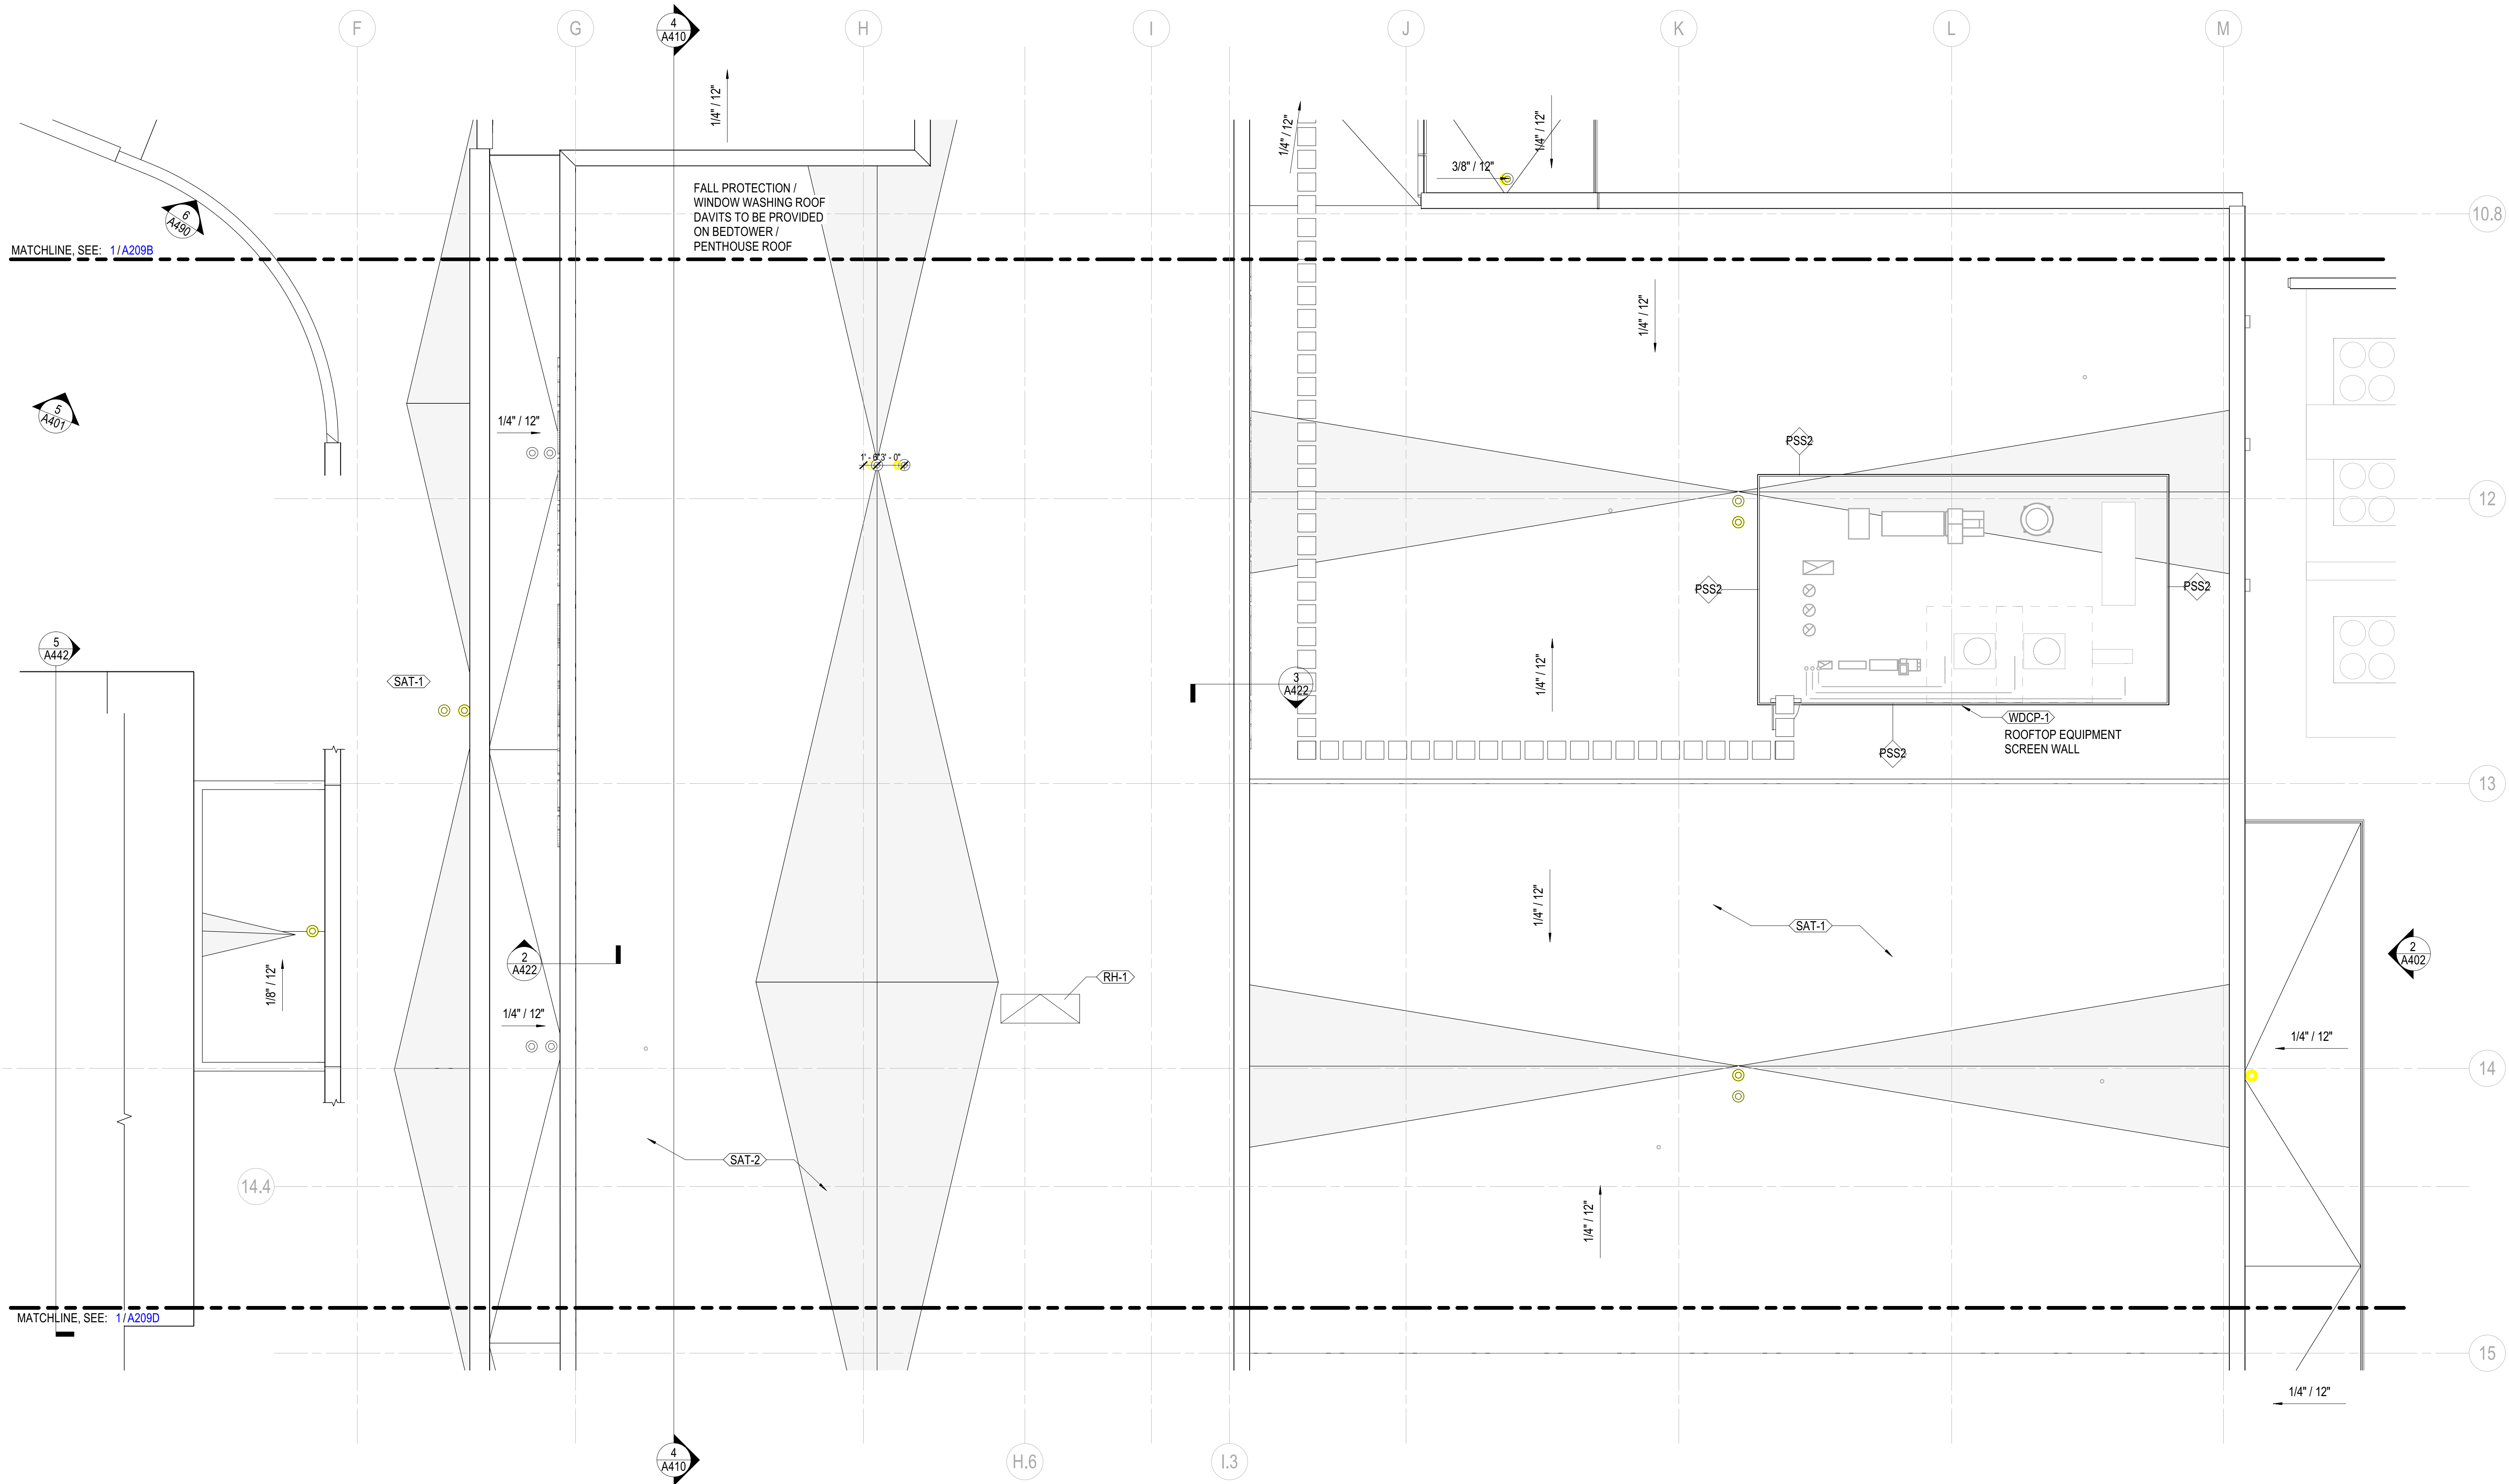 F
G
4
A410
H
I
J
K
L
M
1/4" / 12"
1/4" / 12"
1/4" / 12"
3/8" / 12"
FALL PROTECTION /
WINDOW WASHING ROOF
DAVITS TO BE PROVIDED
ON BEDTOWER /
PENTHOUSE ROOF
6
A490
10.8
MATCHLINE, SEE: 1 / A209B
1/4" / 12"
5
A401
1/4" / 12"
PSS2
1' - 6"
3' - 0"
12
PSS2
PSS2
5
A442
SAT-1
3
A422
1/4" / 12"
WDCP-1
ROOFTOP EQUIPMENT
SCREEN WALL
PSS2
13
1/4" / 12"
SAT-1
2
A422
2
A402
1/8" / 12"
RH-1
1/4" / 12"
1/4" / 12"
14
SAT-2
14.4
1/4" / 12"
MATCHLINE, SEE: 1 / A209D
15
1/4" / 12"
4
A410
H.6
I.3